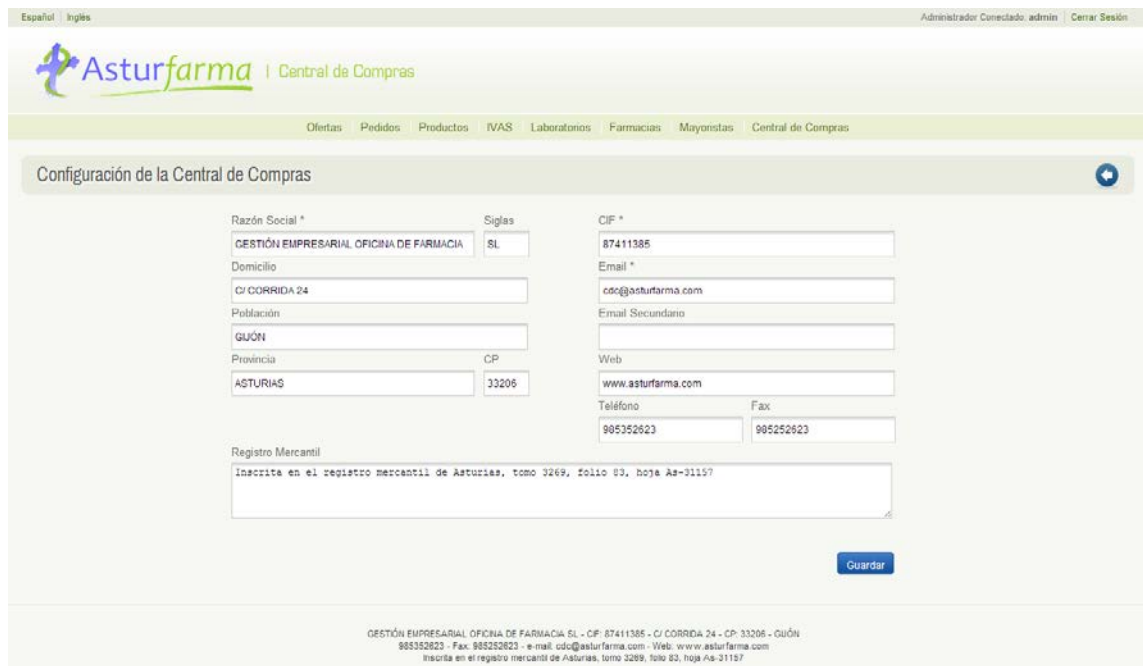 Español Inglés Administrador Conectado: admin Cerrar Sesión
Asturfarma | Central de Compras
Ofertas Pedidos Productos IVAS Laboratorios Farmacias Mayoristas Central de Compras
Configuración de la Central de Compras
Razón Social * Siglas CIF *
GESTIÓN EMPRESARIAL OFICINA DE FARMACIA SL 87411385
Domicilio Email *
C/ CORRIDA 24 cdc@asturfarma.com
Población Email Secundario
GIJÓN
Provincia CP Web
ASTURIAS 33206 www.asturfarma.com
Teléfono Fax
985352623 985252623
Registro Mercantil
Inscrita en el registro mercantil de Asturias, tomo 3269, folio 83, hoja As-31157
Guardar
GESTIÓN EMPRESARIAL OFICINA DE FARMACIA SL - CIF: 87411385 - C/ CORRIDA 24 - CP: 33206 - GIJÓN
985352623 - Fax: 985252623 - e-mail: cdc@asturfarma.com - Web: www.asturfarma.com
Inscrita en el registro mercantil de Asturias, tomo 3269, folio 83, hoja As-31157